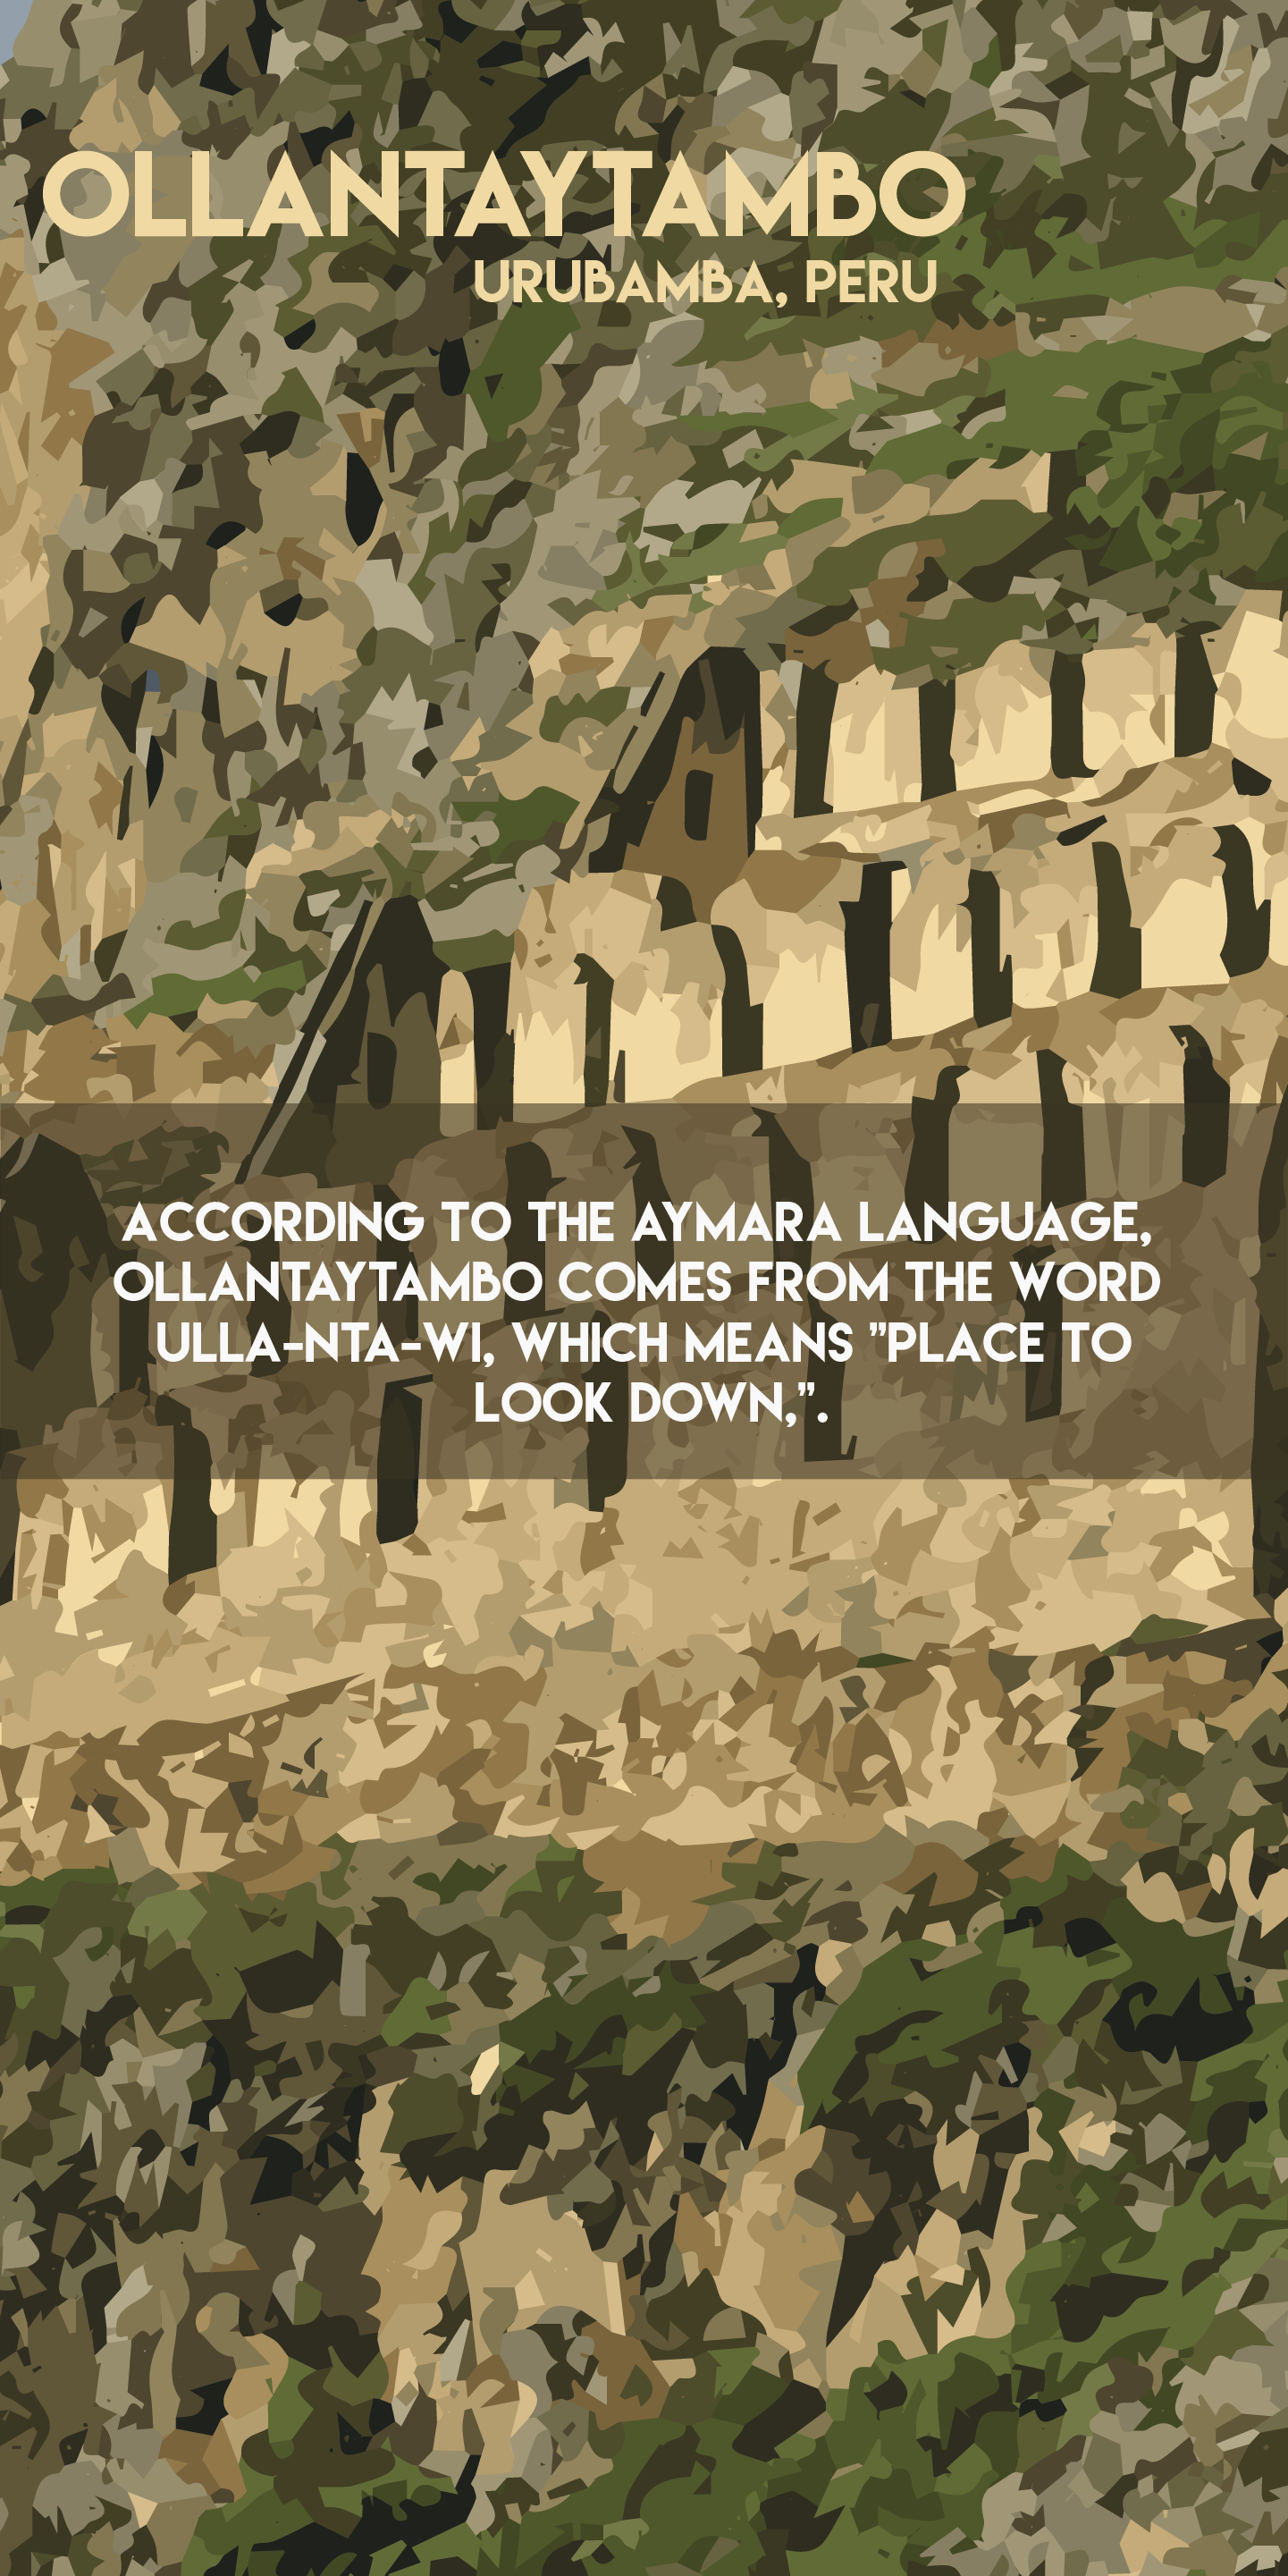 OLLANTAYTAMBO
URUBAMBA, PERU
ACCORDING TO THE AYMARA LANGUAGE,
OLLANTAYTAMBO COMES FROM THE WORD
ULLA-NTA-WI, WHICH MEANS ”PLACE TO
LOOK DOWN,”.